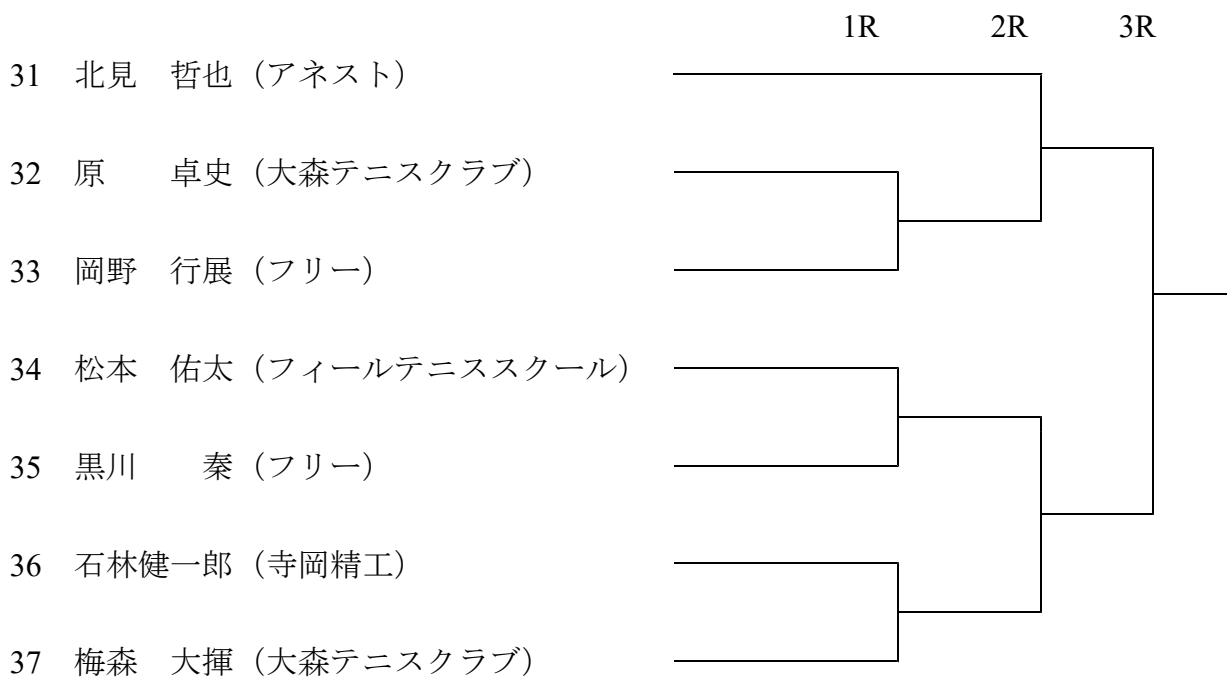 1R 2R 3R
31 北見 哲也（アネスト）
32 原 卓史（大森テニスクラブ）
33 岡野 行展（フリー）
34 松本 佑太（フィールテニススクール）
35 黒川 秦（フリー）
36 石林健一郎（寺岡精工）
37 梅森 大揮（大森テニスクラブ）